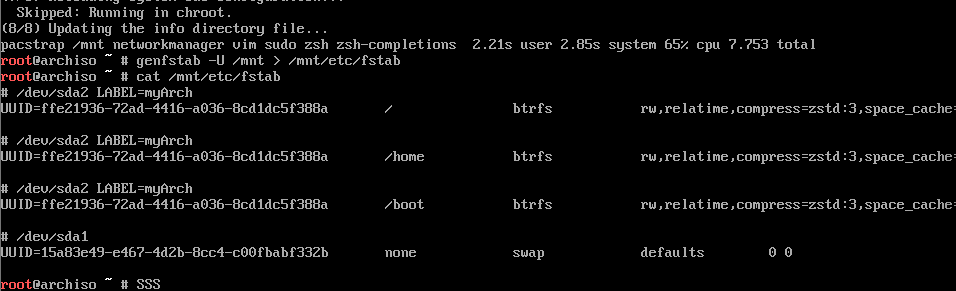 Skipped: Running in chroot.
(8/8) Updating the info directory file...
pacstrap /mnt networkmanager vim sudo zsh zsh-completions  2.21s user 2.85s system 65% cpu 7.753 total
root@archiso ~ # genfstab -U /mnt > /mnt/etc/fstab
root@archiso ~ # cat /mnt/etc/fstab
# /dev/sda2 LABEL=myArch
UUID=ffe21936-72ad-4416-a036-8cd1dc5f388a / btrfs rw,relatime,compress=zstd:3,space_cache=
# /dev/sda2 LABEL=myArch
UUID=ffe21936-72ad-4416-a036-8cd1dc5f388a /home btrfs rw,relatime,compress=zstd:3,space_cache=
# /dev/sda2 LABEL=myArch
UUID=ffe21936-72ad-4416-a036-8cd1dc5f388a /boot btrfs rw,relatime,compress=zstd:3,space_cache=
# /dev/sda1
UUID=15a83e49-e467-4d2b-8cc4-c00fbabf332b none swap defaults 0 0
root@archiso ~ # SSS